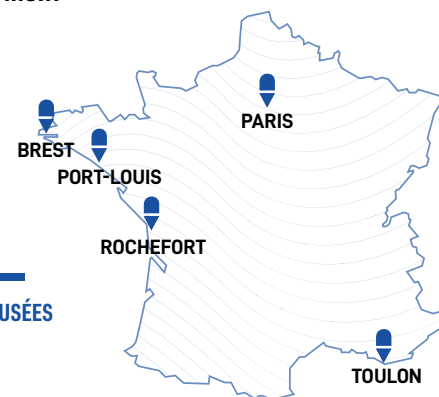 PARIS
BREST
PORT-LOUIS
ROCHEFORT
USÉES
TOULON